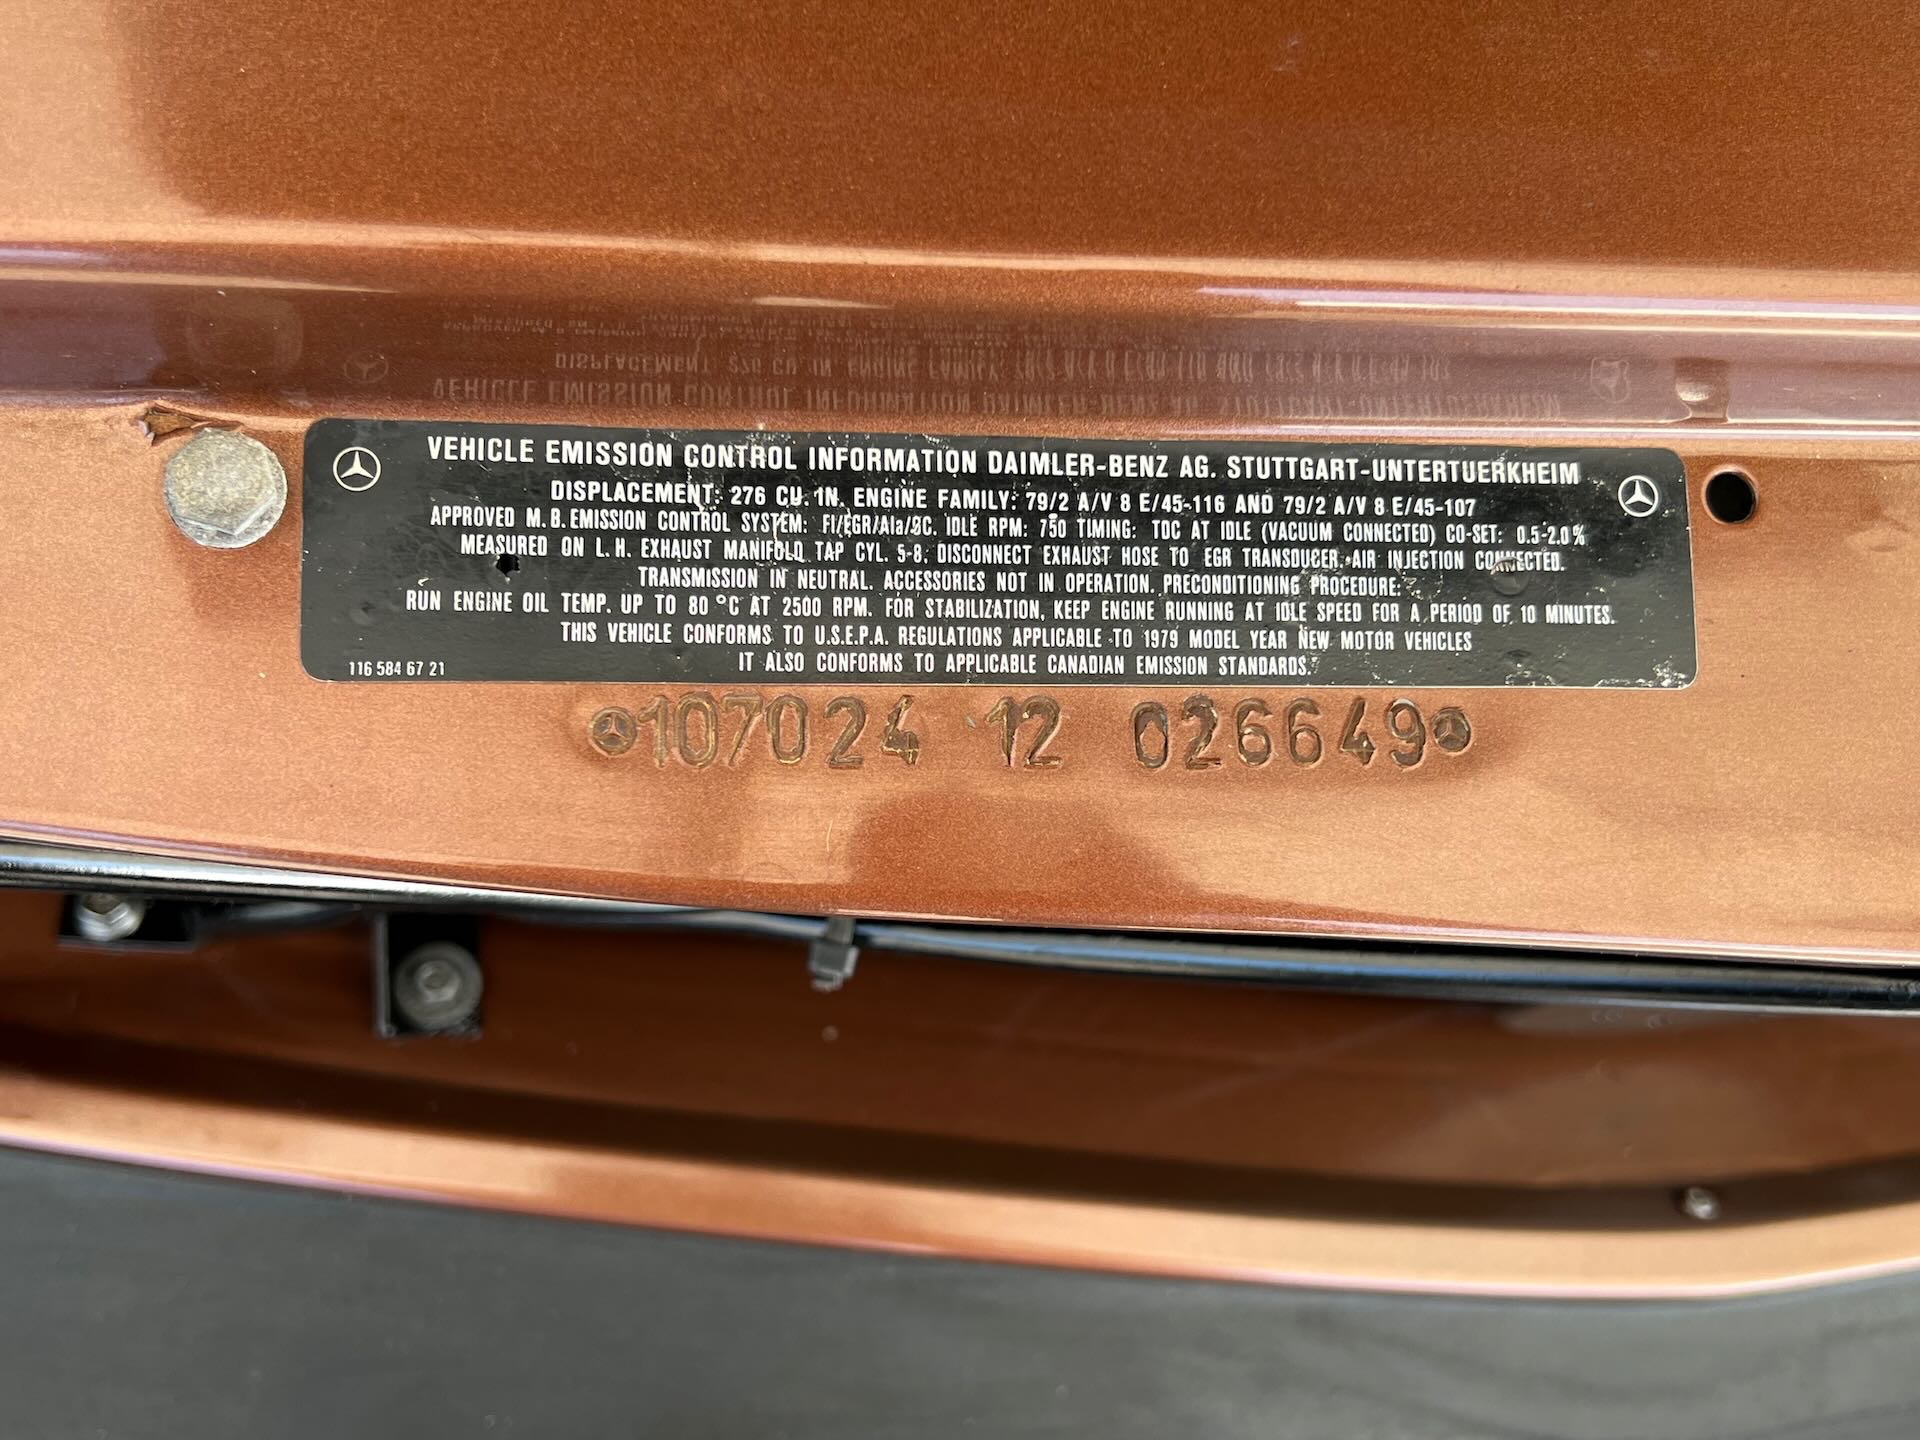 VEHICLE EMISSION CONTROL INFORMATION DAIMLER-BENZ AG. STUTTGART-UNTERTUERKHEIM
DISPLACEMENT: 276 CU. IN. ENGINE FAMILY: 79/2 A/V 8 E/45-116 AND 79/2 A/V 8 E/45-107
APPROVED M.B. EMISSION CONTROL SYSTEM: FI/EGR/AIa/OC. IDLE RPM: 750 TIMING: TDC AT IDLE (VACUUM CONNECTED) CO-SET: 0.5-2.0%
MEASURED ON L.H. EXHAUST MANIFOLD TAP CYL. 5-8, DISCONNECT EXHAUST HOSE TO EGR TRANSDUCER. AIR INJECTION CONNECTED.
TRANSMISSION IN NEUTRAL. ACCESSORIES NOT IN OPERATION. PRECONDITIONING PROCEDURE:
RUN ENGINE OIL TEMP. UP TO 80 °C AT 2500 RPM. FOR STABILIZATION, KEEP ENGINE RUNNING AT IDLE SPEED FOR A PERIOD OF 10 MINUTES.
THIS VEHICLE CONFORMS TO U.S.E.P.A. REGULATIONS APPLICABLE TO 1979 MODEL YEAR NEW MOTOR VEHICLES
IT ALSO CONFORMS TO APPLICABLE CANADIAN EMISSION STANDARDS.
116 584 67 21
107024 12 026649